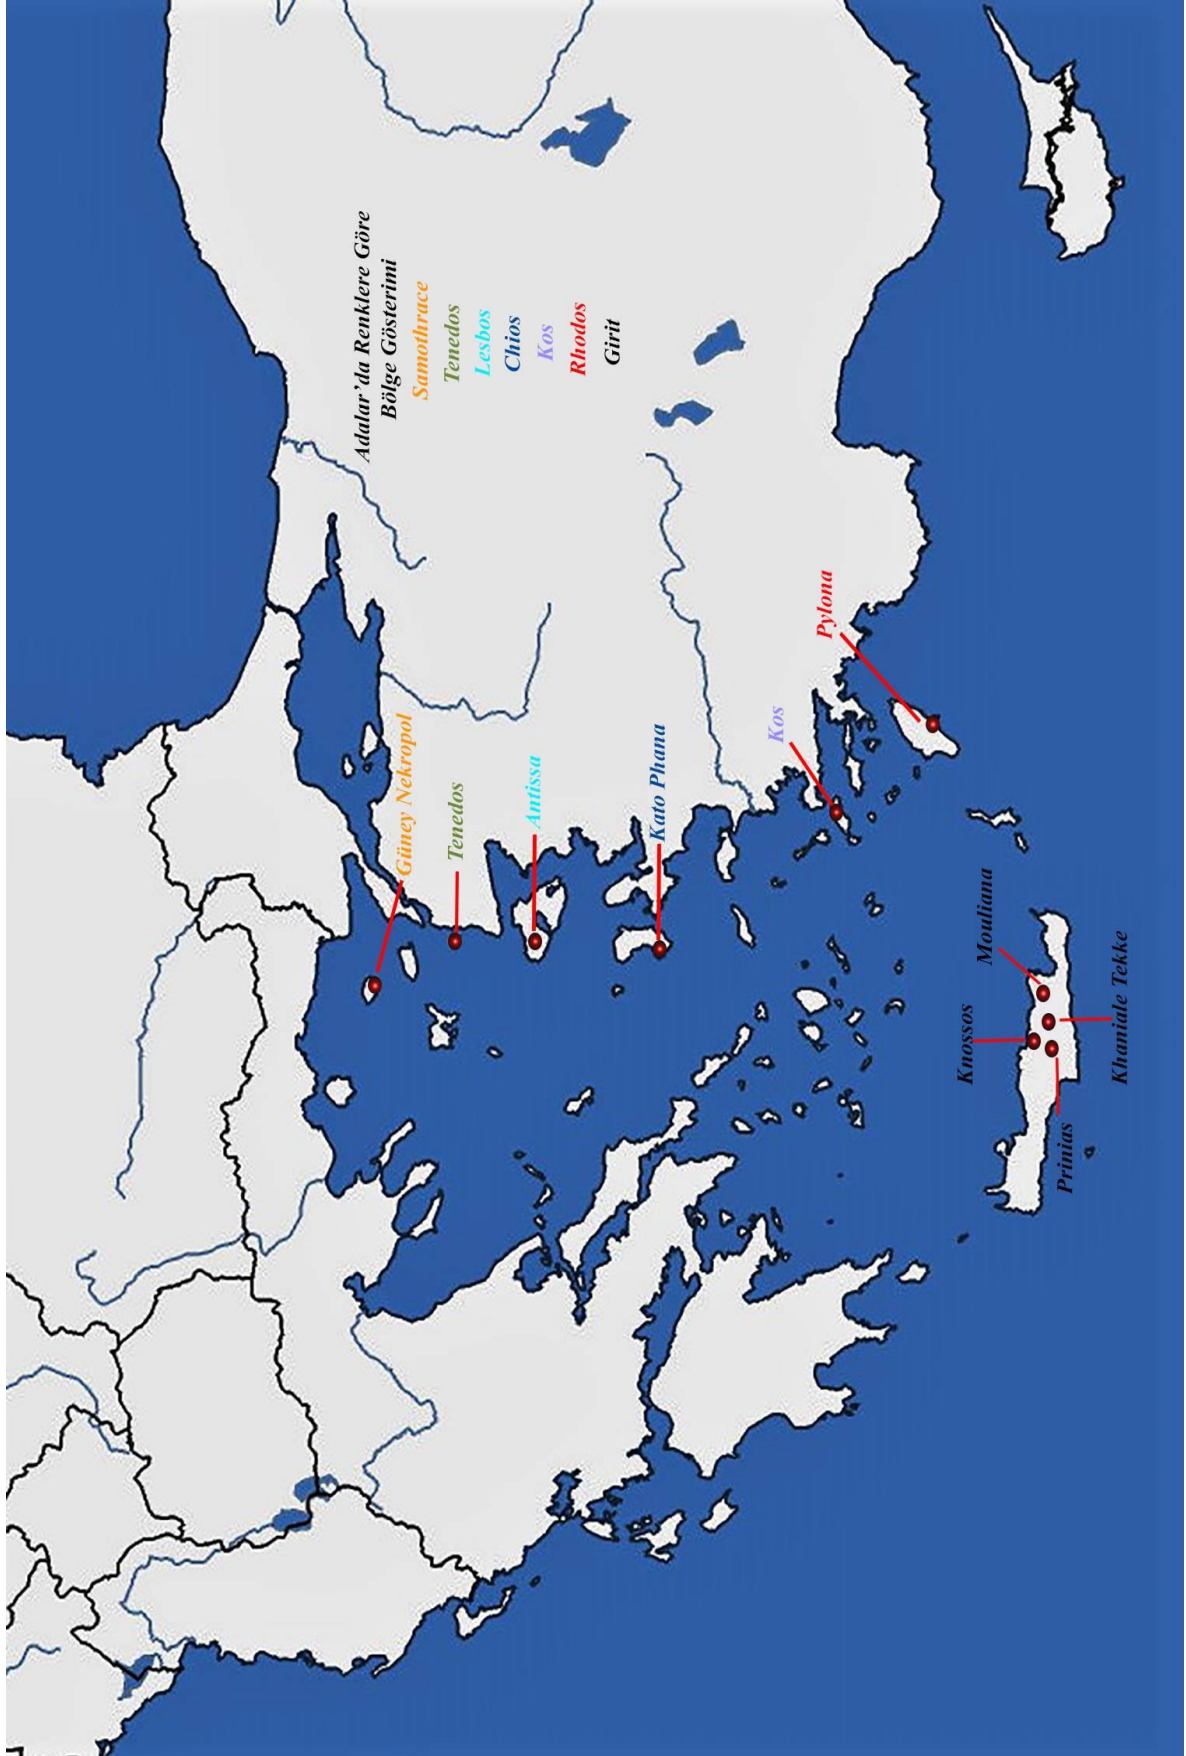 Adalar'da Renklere Göre
Bölge Gösterimi
Samothrace
Tenedos
Lesbos
Chios
Kos
Rhodos
Girit
Güney Nekropol
Tenedos
Antissa
Kato Phana
Kos
Pylona
Knossos
Mouliana
Prinias
Khaniale Tekke